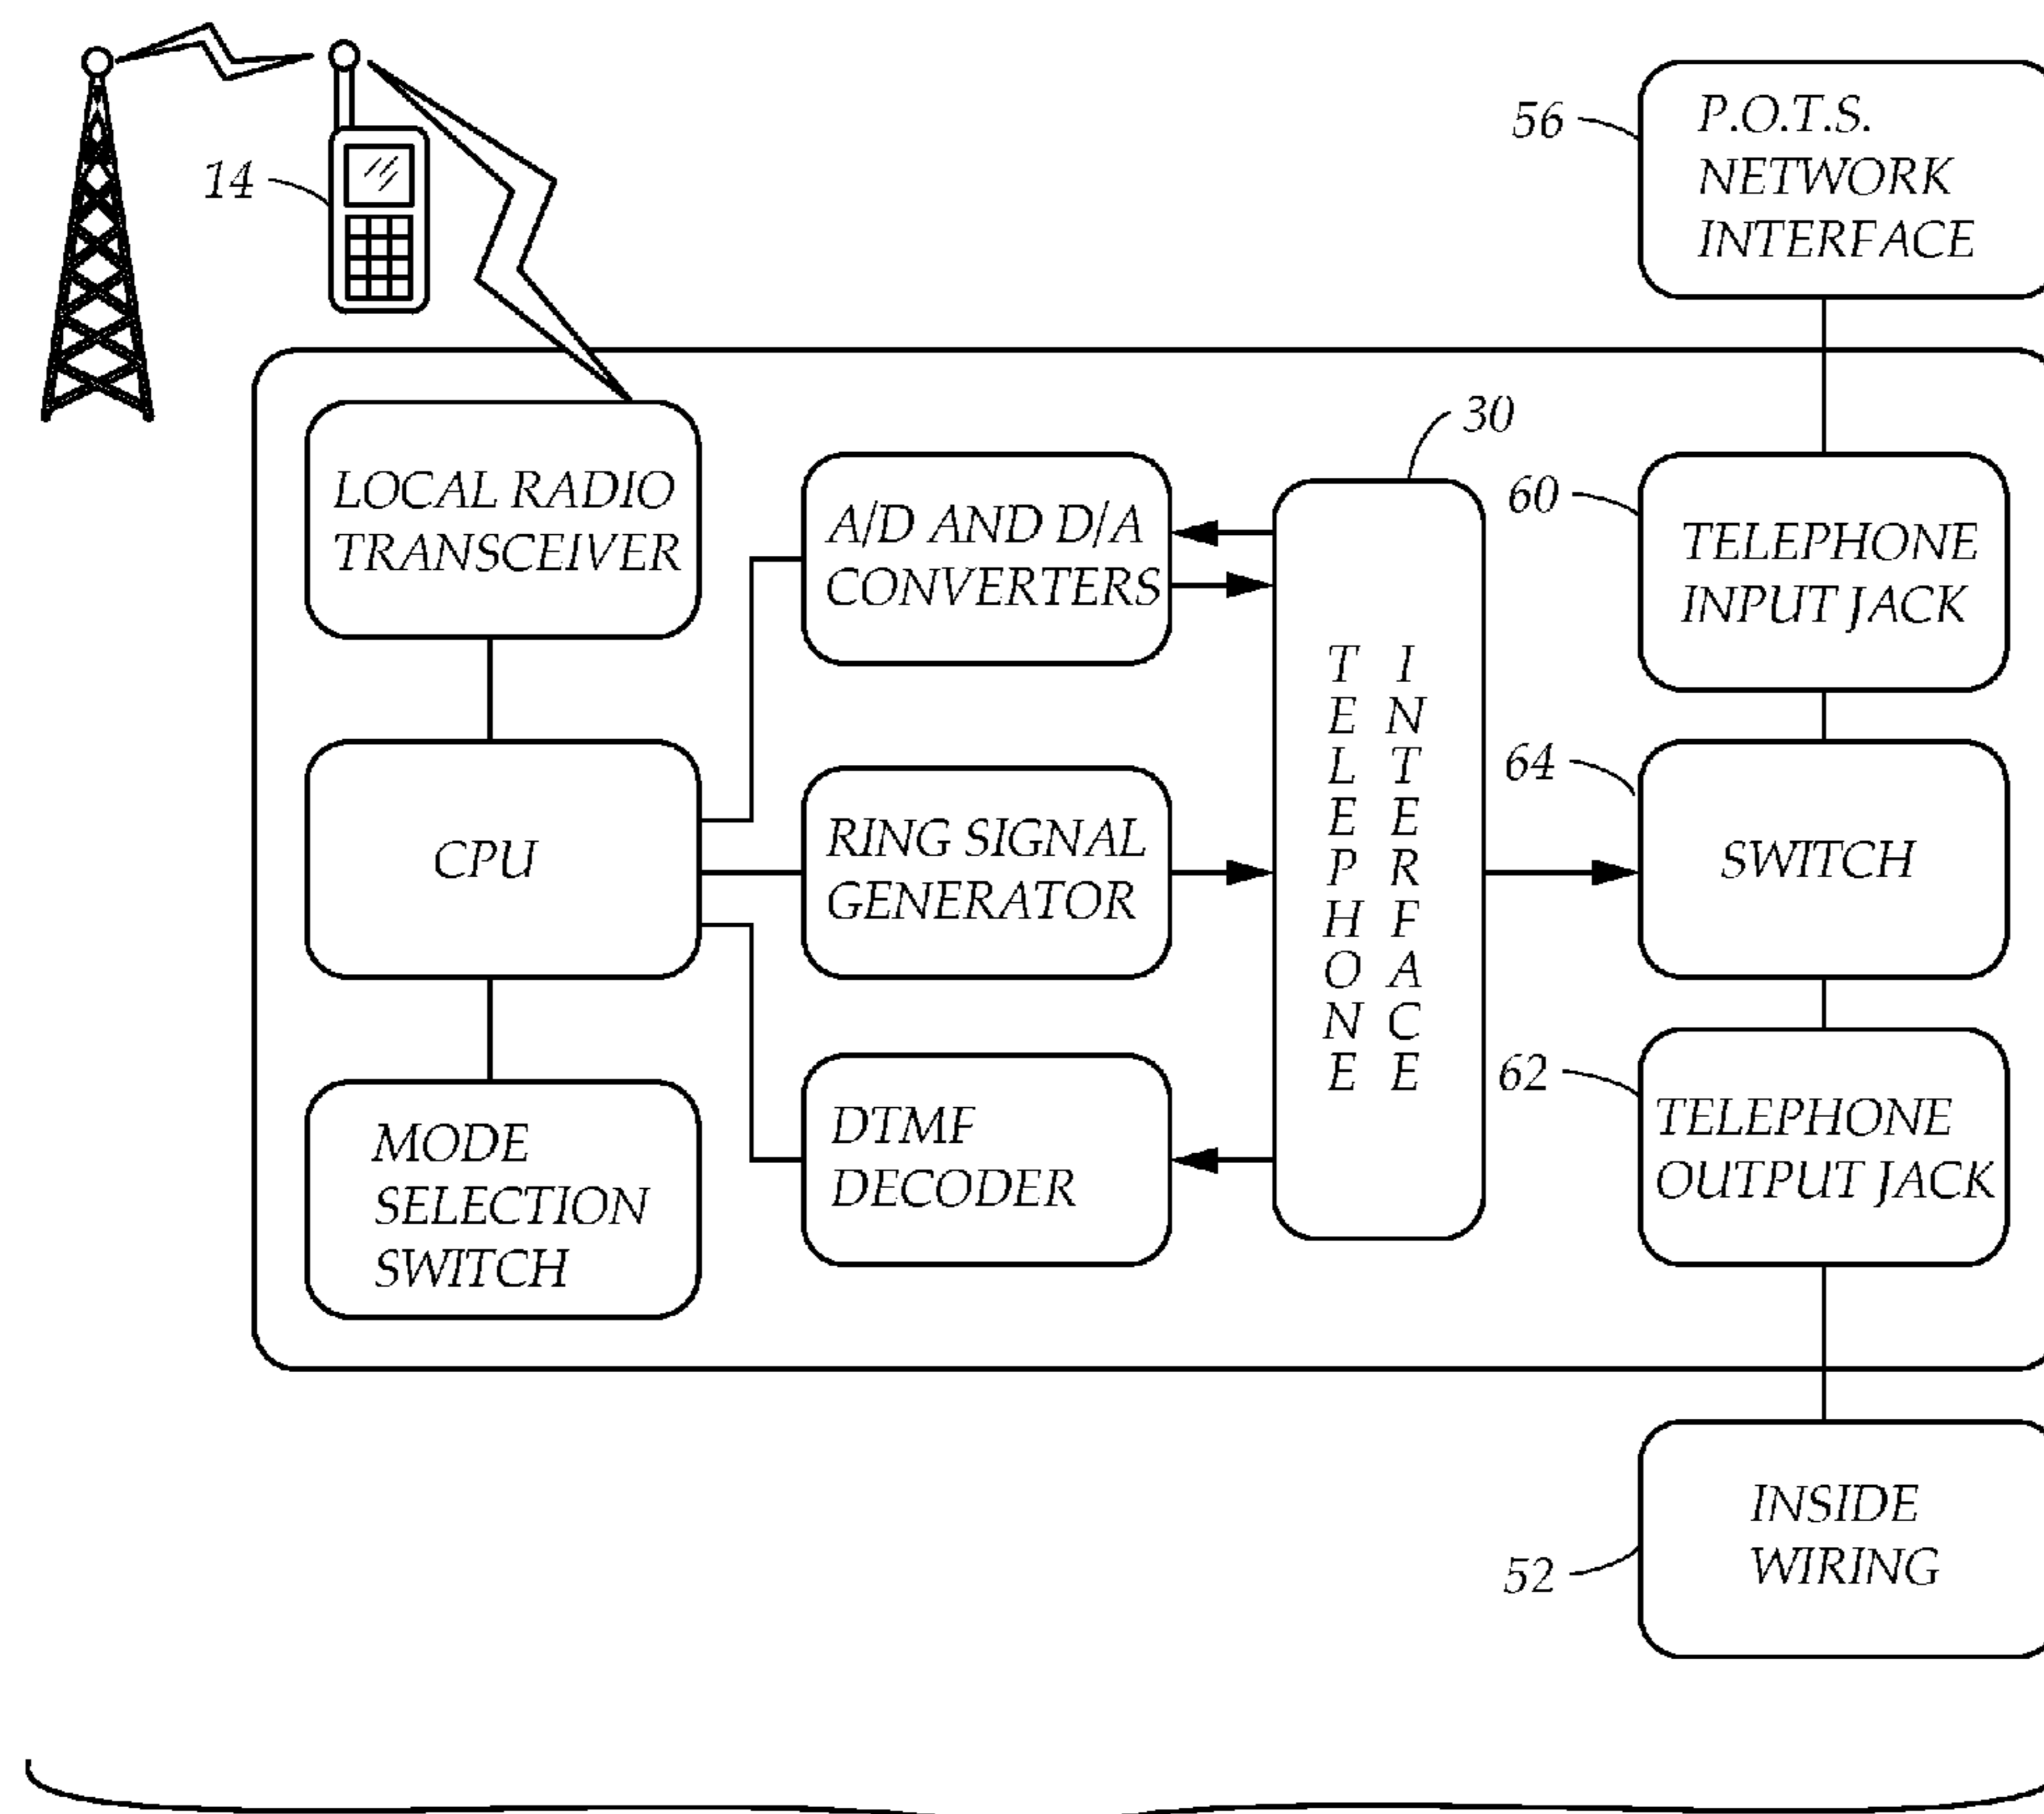 14
56
P.O.T.S.
NETWORK
INTERFACE
LOCAL RADIO
TRANSCEIVER
A/D AND D/A
CONVERTERS
30
60
TELEPHONE
INPUT JACK
TELEPHONE
INTERFACE
CPU
RING SIGNAL
GENERATOR
64
SWITCH
MODE
SELECTION
SWITCH
DTMF
DECODER
62
TELEPHONE
OUTPUT JACK
52
INSIDE
WIRING